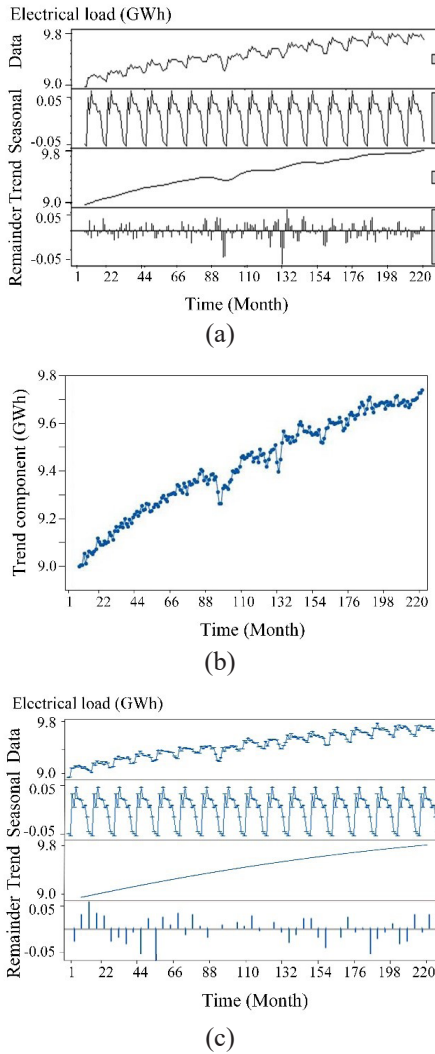 Electrical load (GWh)
Data
9.8
9.0
Seasonal
0.05
-0.05
Trend
9.8
9.0
Remainder
0.05
-0.05
1 22 44 66 88 110 132 154 176 198 220
Time (Month)
(a)
Trend component (GWh)
9.8
9.6
9.4
9.2
9.0
1 22 44 66 88 110 132 154 176 198 220
Time (Month)
(b)
Electrical load (GWh)
Data
9.8
9.0
Seasonal
0.05
-0.05
Trend
9.8
9.0
Remainder
0.05
-0.05
1 22 44 66 88 110 132 154 176 198 220
Time (Month)
(c)